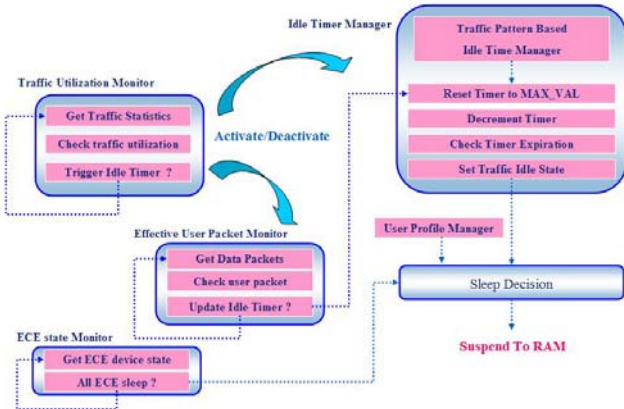 Idle Timer Manager
Traffic Pattern Based
Idle Time Manager
Reset Timer to MAX_VAL
Decrement Timer
Check Timer Expiration
Set Traffic Idle State
Traffic Utilization Monitor
Get Traffic Statistics
Check traffic utilization
Trigger Idle Timer ?
Activate/Deactivate
Effective User Packet Monitor
Get Data Packets
Check user packet
Update Idle Timer ?
User Profile Manager
Sleep Decision
ECE state Monitor
Get ECE device state
All ECE sleep ?
Suspend To RAM